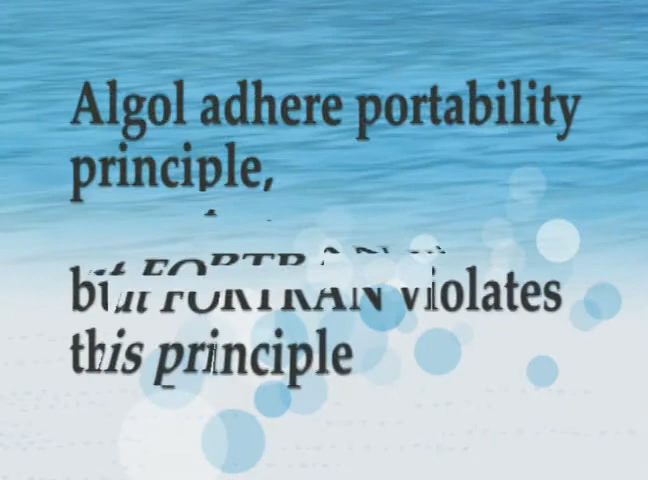 Algol adhere portability
principle,
but FORTRAN violates
this principle